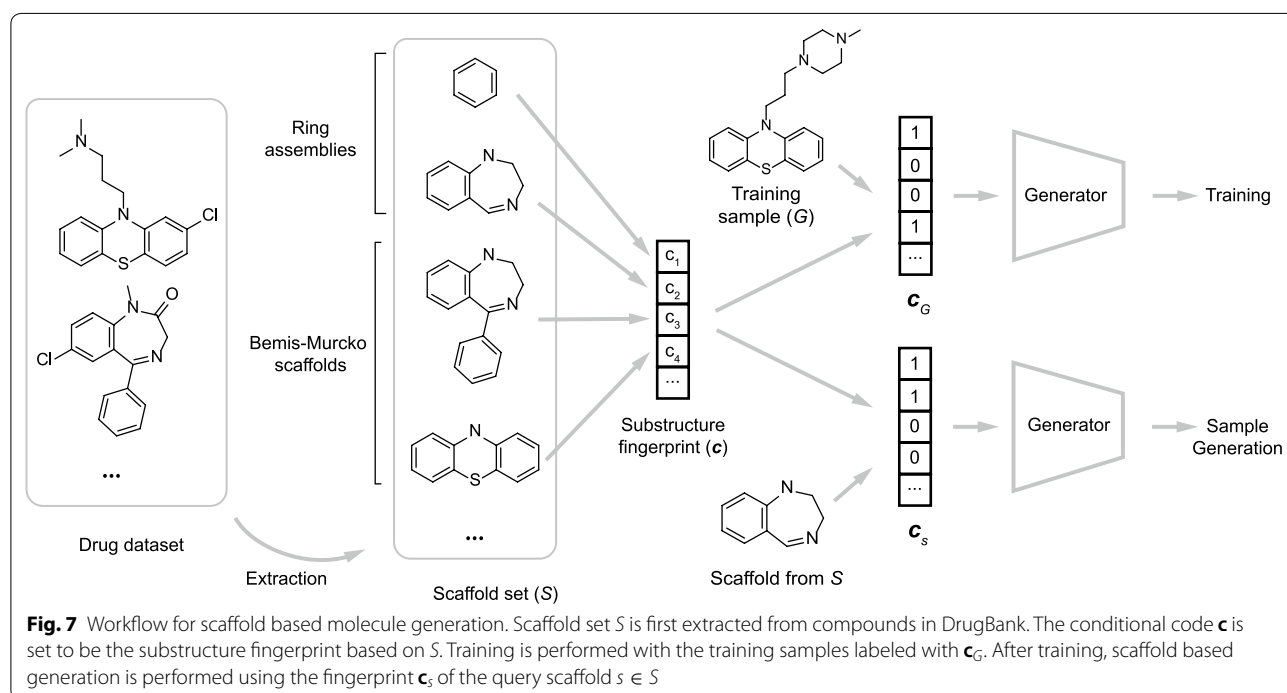 Ring
assemblies
Bemis-Murcko
scaffolds
N
N
S
Cl
N
O
N
Cl
...
Drug dataset
Extraction
N
N
N
N
N
S
...
Scaffold set (S)
c1
c2
c3
c4
...
Substructure
fingerprint (c)
N
N
N
S
Training
sample (G)
1
0
0
1
...
cG
Generator
Training
N
N
Scaffold from S
1
1
0
0
...
cs
Generator
Sample
Generation
Fig. 7 Workflow for scaffold based molecule generation. Scaffold set S is first extracted from compounds in DrugBank. The conditional code c is
set to be the substructure fingerprint based on S. Training is performed with the training samples labeled with cG. After training, scaffold based
generation is performed using the fingerprint cs of the query scaffold s ∈ S